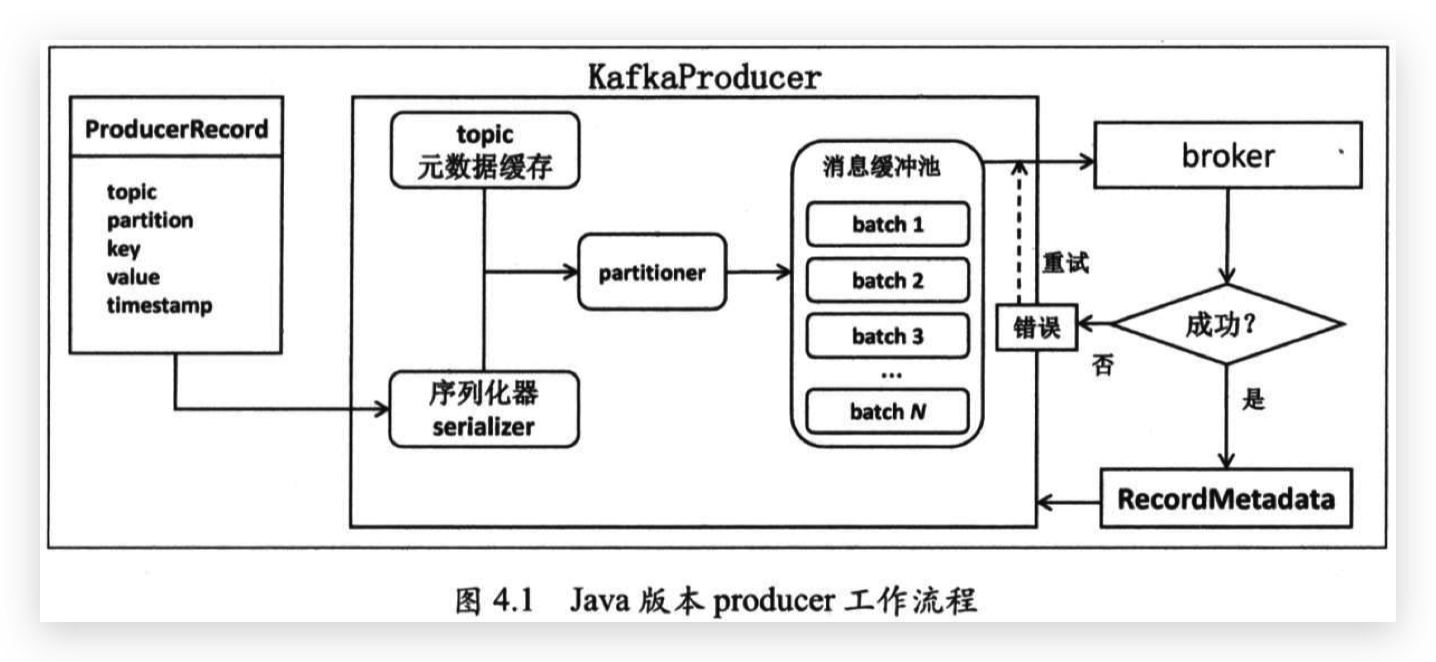 KafkaProducer
ProducerRecord
topic
partition
key
value
timestamp
topic
元数据缓存
序列化器
serializer
partitioner
消息缓冲池
batch 1
batch 2
batch 3
...
batch N
broker
重试
错误
成功？
否
是
RecordMetadata
图 4.1 Java 版本 producer 工作流程